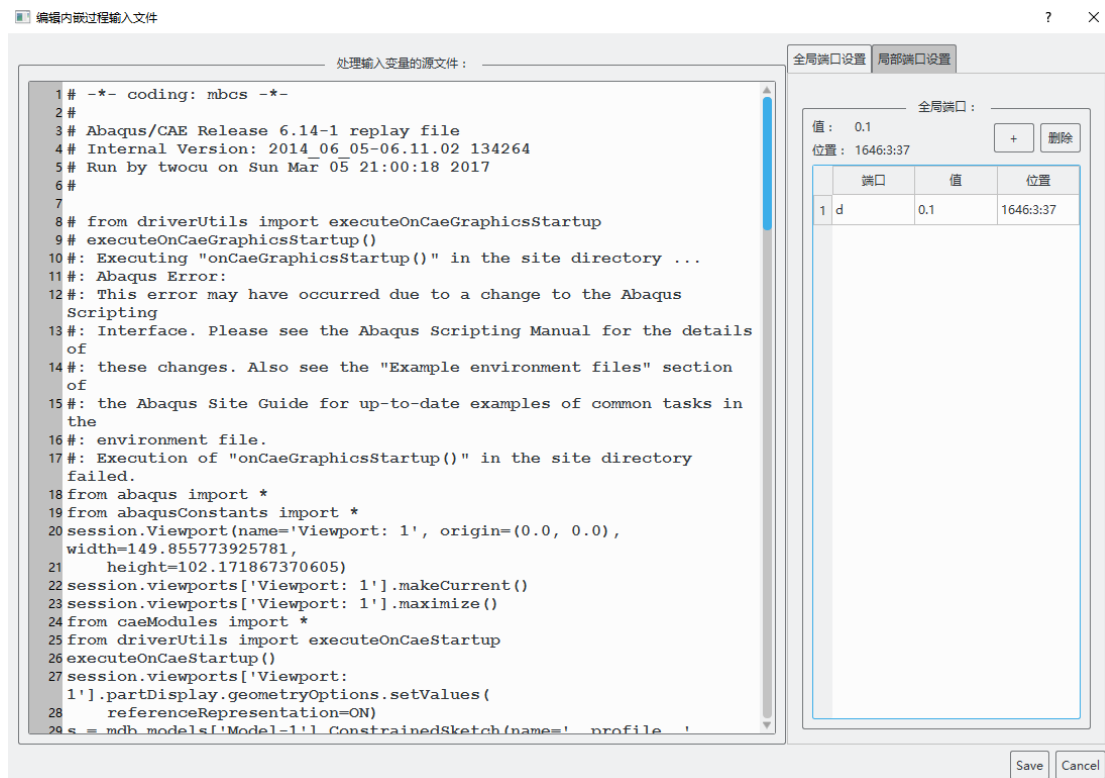 编辑内嵌过程输入文件
? ×
处理输入变量的源文件：
1 # -*- coding: mbcs -*-
2 #
3 # Abaqus/CAE Release 6.14-1 replay file
4 # Internal Version: 2014_06_05-06.11.02 134264
5 # Run by twocu on Sun Mar 05 21:00:18 2017
6 #
7
8 # from driverUtils import executeOnCaeGraphicsStartup
9 # executeOnCaeGraphicsStartup()
10 #: Executing "onCaeGraphicsStartup()" in the site directory ...
11 #: Abaqus Error:
12 #: This error may have occurred due to a change to the Abaqus
Scripting
13 #: Interface. Please see the Abaqus Scripting Manual for the details
of
14 #: these changes. Also see the "Example environment files" section
of
15 #: the Abaqus Site Guide for up-to-date examples of common tasks in
the
16 #: environment file.
17 #: Execution of "onCaeGraphicsStartup()" in the site directory
failed.
18 from abaqus import *
19 from abaqusConstants import *
20 session.Viewport(name='Viewport: 1', origin=(0.0, 0.0),
width=149.855773925781,
21 height=102.171867370605)
22 session.viewports['Viewport: 1'].makeCurrent()
23 session.viewports['Viewport: 1'].maximize()
24 from caeModules import *
25 from driverUtils import executeOnCaeStartup
26 executeOnCaeStartup()
27 session.viewports['Viewport:
1'].partDisplay.geometryOptions.setValues(
28 referenceRepresentation=ON)
29 s = mdb.models['Model-1'].ConstrainedSketch(name='__profile__'
全局端口设置 局部端口设置
全局端口：
值： 0.1
位置： 1646:3:37
+ 删除
端口 值 位置
1 d 0.1 1646:3:37
Save Cancel